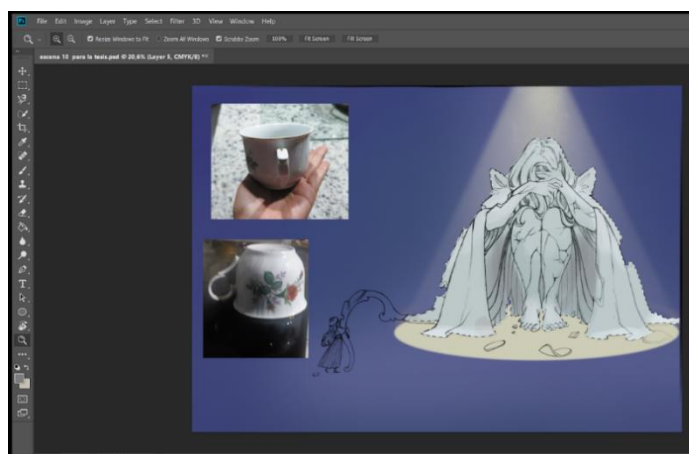 Ps File Edit Image Layer Type Select Filter 3D View Window Help
Resize Windows to Fit Zoom All Windows Scrubby Zoom 100% Fit Screen Fill Screen
escena 10 para la tesis.psd @ 20,6% (Layer 5, CMYK/8) *